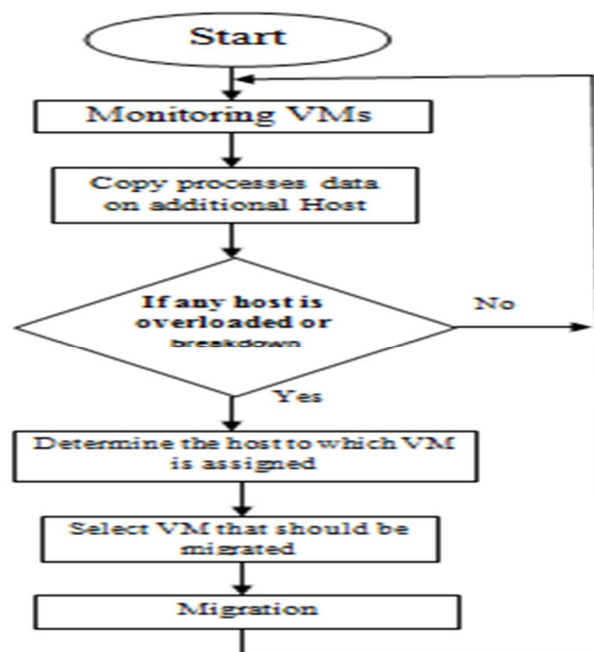 Start
Monitoring VMs
Copy processes data
on additional Host
If any host is
overloaded or
breakdown
No
Yes
Determine the host to which VM
is assigned
Select VM that should be
migrated
Migration